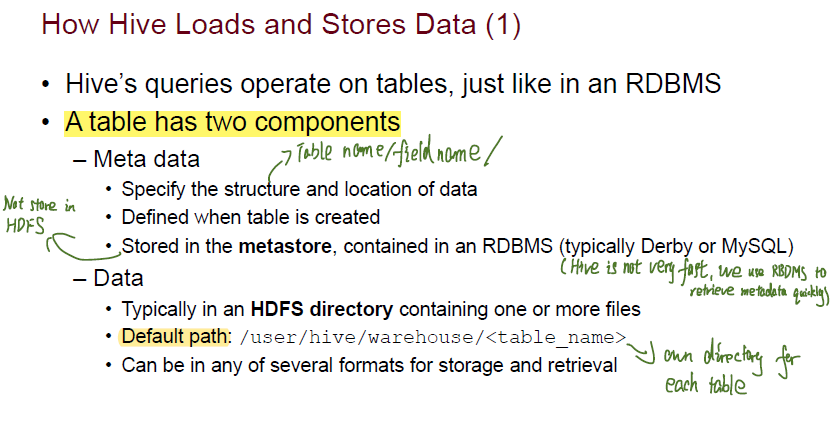 How Hive Loads and Stores Data (1)
• Hive's queries operate on tables, just like in an RDBMS
• A table has two components
– Meta data
Table name/field name/
• Specify the structure and location of data
• Defined when table is created
Not store in
HDFS
• Stored in the metastore, contained in an RDBMS (typically Derby or MySQL)
(Hive is not very fast, we use RBDMS to
retrieve metadata quickly)
– Data
• Typically in an HDFS directory containing one or more files
• Default path: /user/hive/warehouse/<table_name>
own directory for
each table
• Can be in any of several formats for storage and retrieval